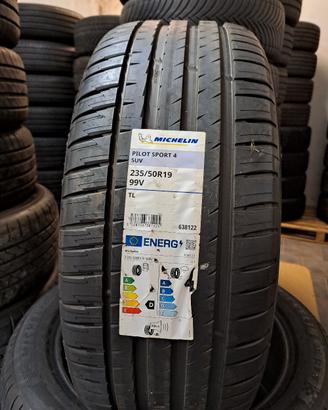 MICHELIN
PILOT SPORT 4
SUV
235/50R19
99V
TL
638122
ENERG
D